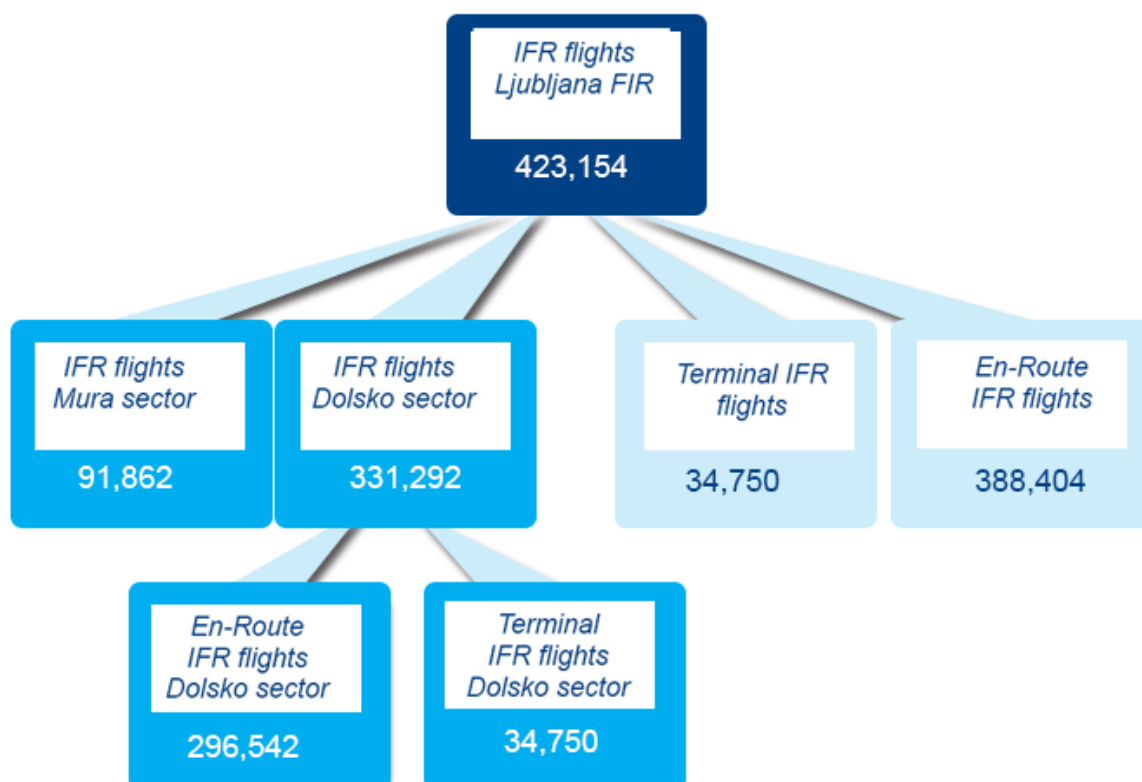 IFR flights
Ljubljana FIR
423,154
IFR flights
Mura sector
91,862
IFR flights
Dolsko sector
331,292
Terminal IFR
flights
34,750
En-Route
IFR flights
388,404
En-Route
IFR flights
Dolsko sector
296,542
Terminal
IFR flights
Dolsko sector
34,750